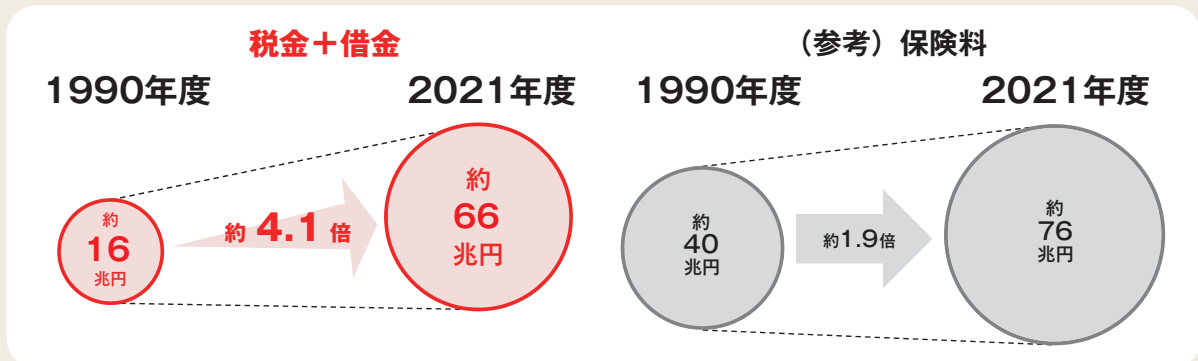 税金＋借金
1990年度
2021年度
約
16
兆円
約 4.1 倍
約
66
兆円
（参考）保険料
1990年度
2021年度
約
40
兆円
約1.9倍
約
76
兆円